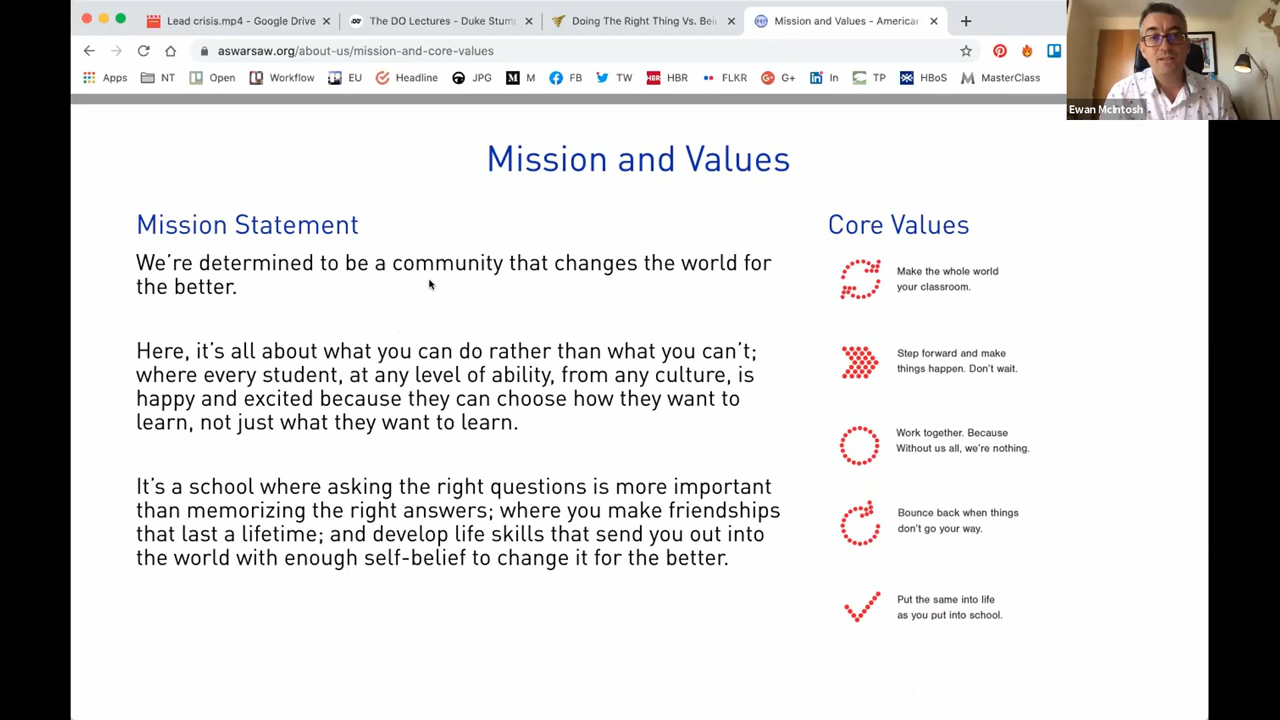 Lead crisis.mp4 - Google Drive
The DO Lectures - Duke Stum
Doing The Right Thing Vs. Bei
Mission and Values - American
aswarsaw.org/about-us/mission-and-core-values
Apps NT Open Workflow EU Headline JPG M FB TW HBR FLKR G+ In TP HBoS MasterClass
Ewan McIntosh
Mission and Values
Mission Statement
We're determined to be a community that changes the world for
the better.
Here, it's all about what you can do rather than what you can't;
where every student, at any level of ability, from any culture, is
happy and excited because they can choose how they want to
learn, not just what they want to learn.
It's a school where asking the right questions is more important
than memorizing the right answers; where you make friendships
that last a lifetime; and develop life skills that send you out into
the world with enough self-belief to change it for the better.
Core Values
Make the whole world
your classroom.
Step forward and make
things happen. Don't wait.
Work together. Because
Without us all, we're nothing.
Bounce back when things
don't go your way.
Put the same into life
as you put into school.